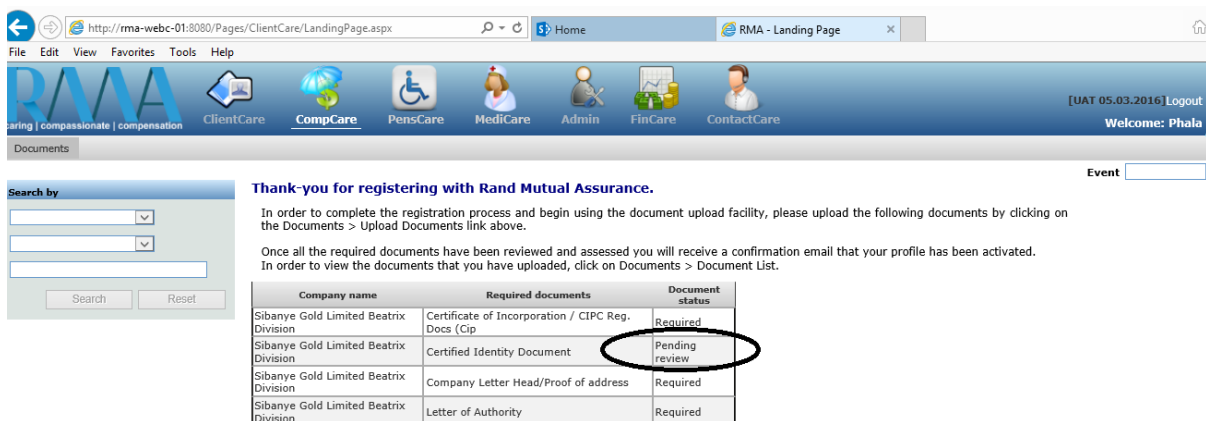 http://rma-webc-01:8080/Pages/ClientCare/LandingPage.aspx
Home
RMA - Landing Page
File Edit View Favorites Tools Help
RMA
caring | compassionate | compensation
ClientCare CompCare PensCare MediCare Admin FinCare ContactCare
[UAT 05.03.2016]Logout
Welcome: Phala
Documents
Event
Search by
Search Reset
Thank-you for registering with Rand Mutual Assurance.
In order to complete the registration process and begin using the document upload facility, please upload the following documents by clicking on
the Documents > Upload Documents link above.
Once all the required documents have been reviewed and assessed you will receive a confirmation email that your profile has been activated.
In order to view the documents that you have uploaded, click on Documents > Document List.
Company name Required documents Document
status
Sibanye Gold Limited Beatrix
Division
Certificate of Incorporation / CIPC Reg.
Docs (Cip
Required
Sibanye Gold Limited Beatrix
Division
Certified Identity Document
Pending
review
Sibanye Gold Limited Beatrix
Division
Company Letter Head/Proof of address
Required
Sibanye Gold Limited Beatrix
Division
Letter of Authority
Required